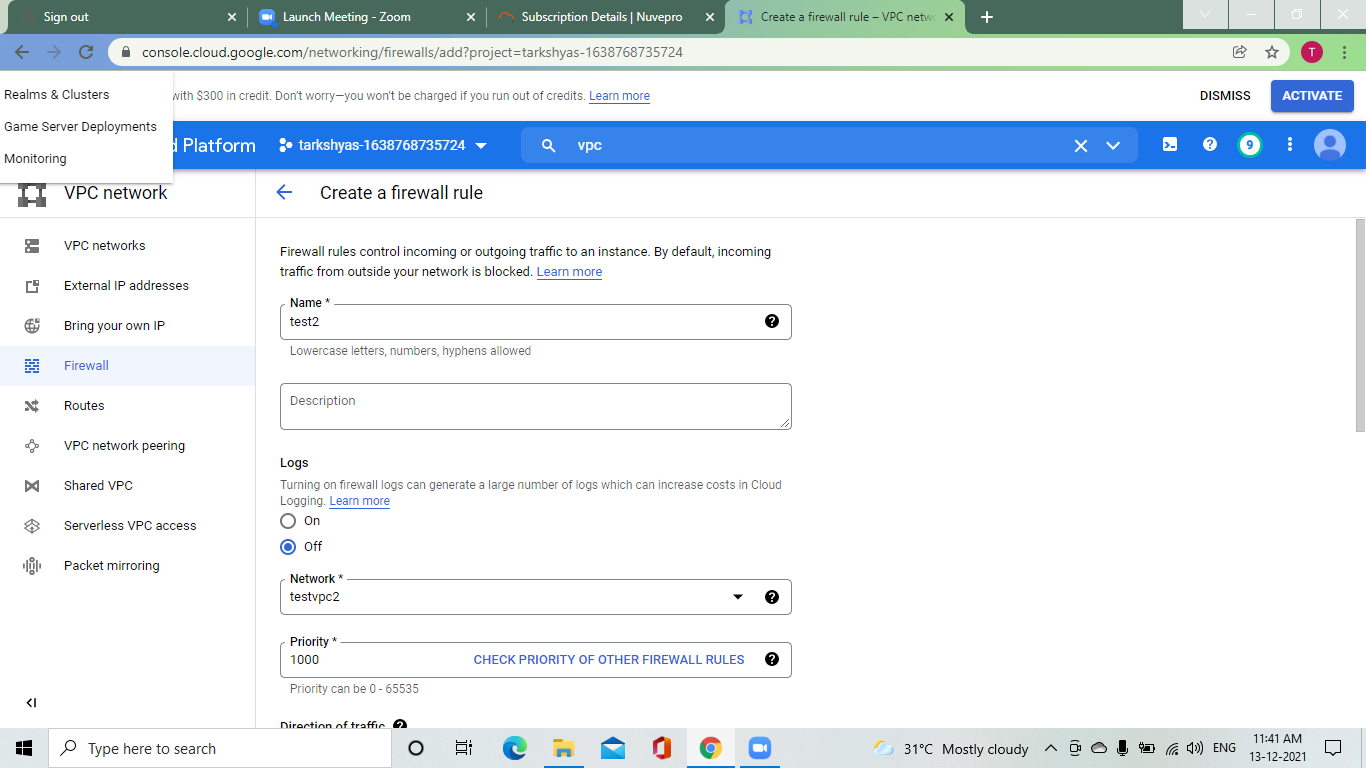 Sign out
Launch Meeting - Zoom
Subscription Details | Nuvepro
Create a firewall rule – VPC netw
console.cloud.google.com/networking/firewalls/add?project=tarkshyas-1638768735724
T
Realms & Clusters
Game Server Deployments
Monitoring
with $300 in credit. Don't worry—you won't be charged if you run out of credits. Learn more
DISMISS
ACTIVATE
d Platform
tarkshyas-1638768735724
vpc
9
VPC network
Create a firewall rule
VPC networks
External IP addresses
Bring your own IP
Firewall
Routes
VPC network peering
Shared VPC
Serverless VPC access
Packet mirroring
Firewall rules control incoming or outgoing traffic to an instance. By default, incoming
traffic from outside your network is blocked. Learn more
Name *
test2
Lowercase letters, numbers, hyphens allowed
Description
Logs
Turning on firewall logs can generate a large number of logs which can increase costs in Cloud
Logging. Learn more
On
Off
Network *
testvpc2
Priority *
1000
CHECK PRIORITY OF OTHER FIREWALL RULES
Priority can be 0 - 65535
Direction of traffic
Type here to search
31°C Mostly cloudy
ENG
11:41 AM
13-12-2021